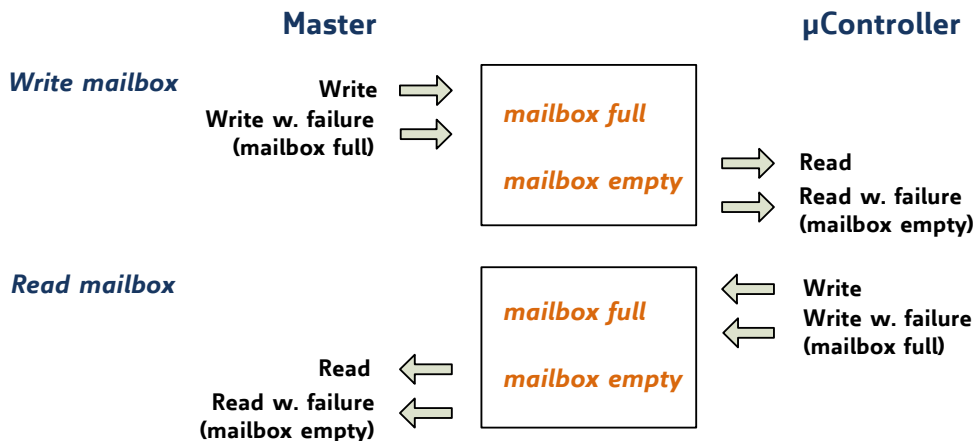 Master
µController
Write mailbox
Write
Write w. failure
(mailbox full)
mailbox full
mailbox empty
Read
Read w. failure
(mailbox empty)
Read mailbox
mailbox full
mailbox empty
Write
Write w. failure
(mailbox full)
Read
Read w. failure
(mailbox empty)